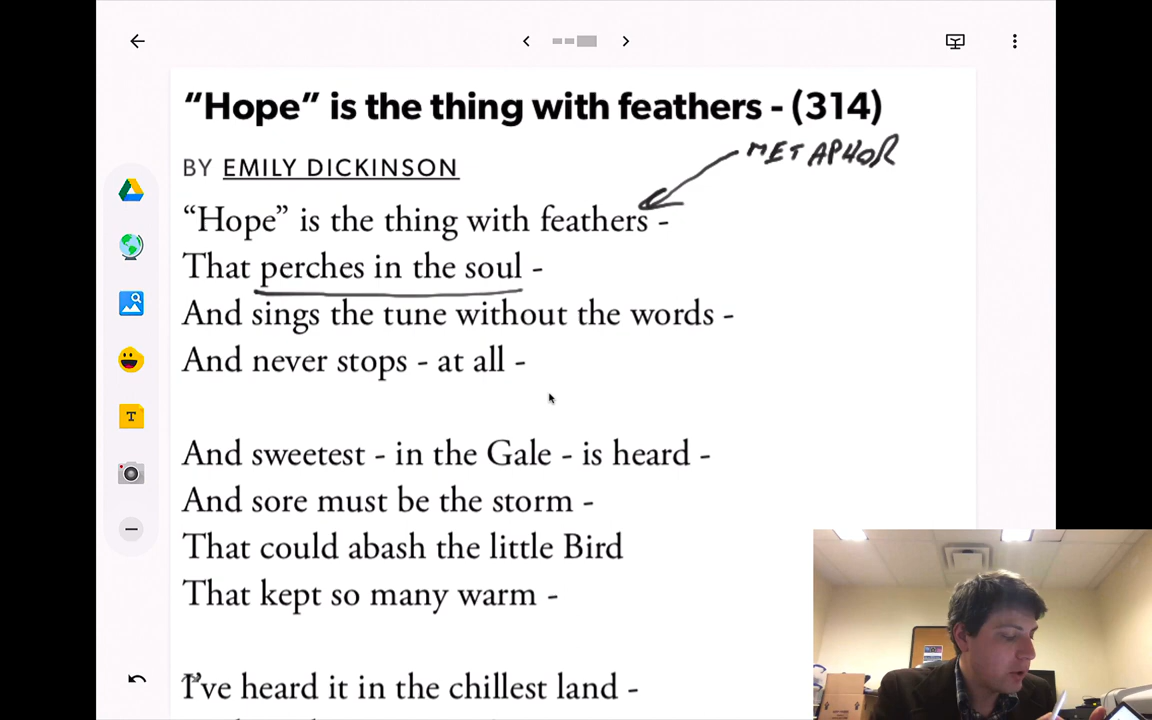 “Hope” is the thing with feathers - (314)
METAPHOR
BY EMILY DICKINSON
“Hope” is the thing with feathers -
That perches in the soul -
And sings the tune without the words -
And never stops - at all -
And sweetest - in the Gale - is heard -
And sore must be the storm -
That could abash the little Bird
That kept so many warm -
I’ve heard it in the chillest land -
T